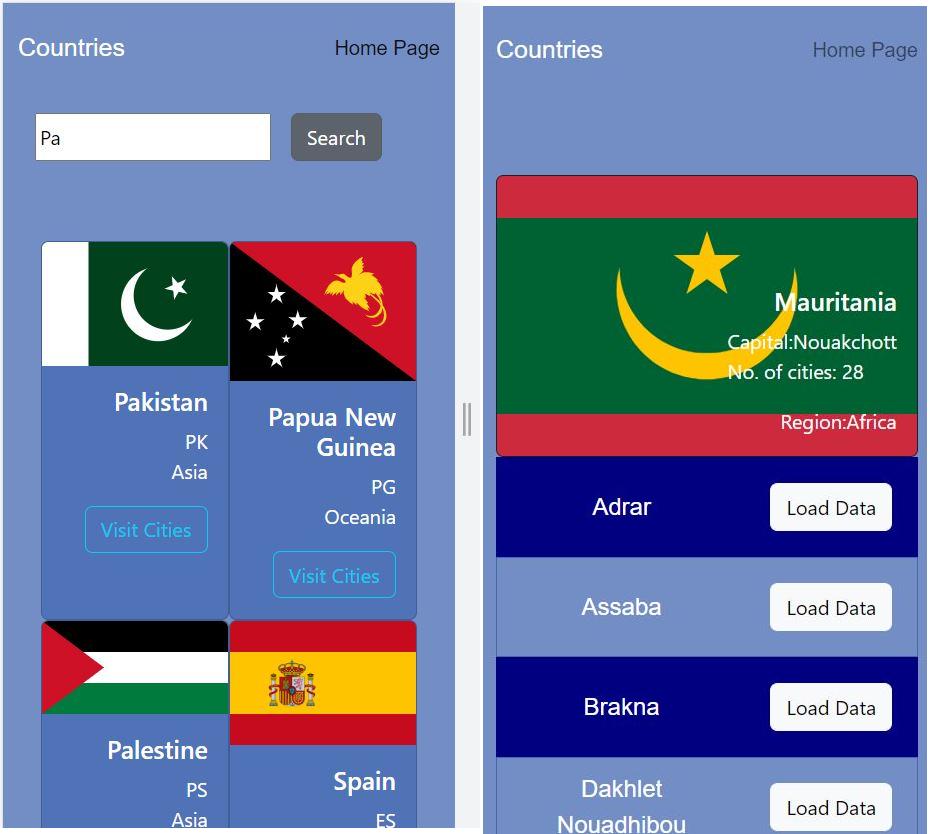 Countries
Home Page
Pa
Search
Pakistan
PK
Asia
Visit Cities
Papua New
Guinea
PG
Oceania
Visit Cities
Palestine
PS
Asia
Spain
ES
Countries
Home Page
Mauritania
Capital:Nouakchott
No. of cities: 28
Region:Africa
Adrar
Load Data
Assaba
Load Data
Brakna
Load Data
Dakhlet
Nouadhibou
Load Data